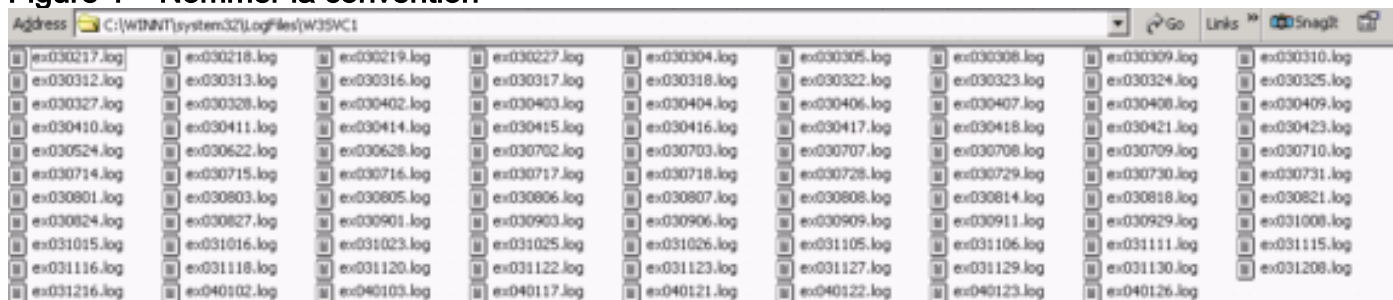 Address C:\WINNT\system32\LogFiles\W3SVC1 Go Links » SnagIt
ex030217.log ex030218.log ex030219.log ex030227.log ex030304.log ex030305.log ex030308.log ex030309.log ex030310.log
ex030312.log ex030313.log ex030316.log ex030317.log ex030318.log ex030322.log ex030323.log ex030324.log ex030325.log
ex030327.log ex030328.log ex030402.log ex030403.log ex030404.log ex030406.log ex030407.log ex030408.log ex030409.log
ex030410.log ex030411.log ex030414.log ex030415.log ex030416.log ex030417.log ex030418.log ex030421.log ex030423.log
ex030524.log ex030622.log ex030628.log ex030702.log ex030703.log ex030707.log ex030708.log ex030709.log ex030710.log
ex030714.log ex030715.log ex030716.log ex030717.log ex030718.log ex030728.log ex030729.log ex030730.log ex030731.log
ex030801.log ex030803.log ex030805.log ex030806.log ex030807.log ex030808.log ex030814.log ex030818.log ex030821.log
ex030824.log ex030827.log ex030901.log ex030903.log ex030906.log ex030909.log ex030911.log ex030929.log ex031008.log
ex031015.log ex031016.log ex031023.log ex031025.log ex031026.log ex031105.log ex031106.log ex031111.log ex031115.log
ex031116.log ex031118.log ex031120.log ex031122.log ex031123.log ex031127.log ex031129.log ex031130.log ex031208.log
ex031216.log ex040102.log ex040103.log ex040117.log ex040121.log ex040122.log ex040123.log ex040126.log